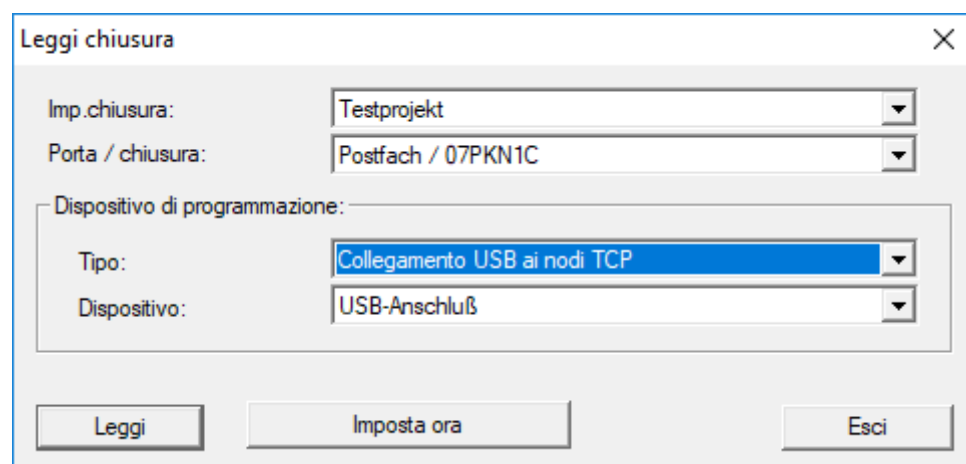 Leggi chiusura
Imp.chiusura: Testprojekt
Porta / chiusura: Postfach / 07PKN1C
Dispositivo di programmazione:
Tipo: Collegamento USB ai nodi TCP
Dispositivo: USB-Anschluß
Leggi Imposta ora Esci